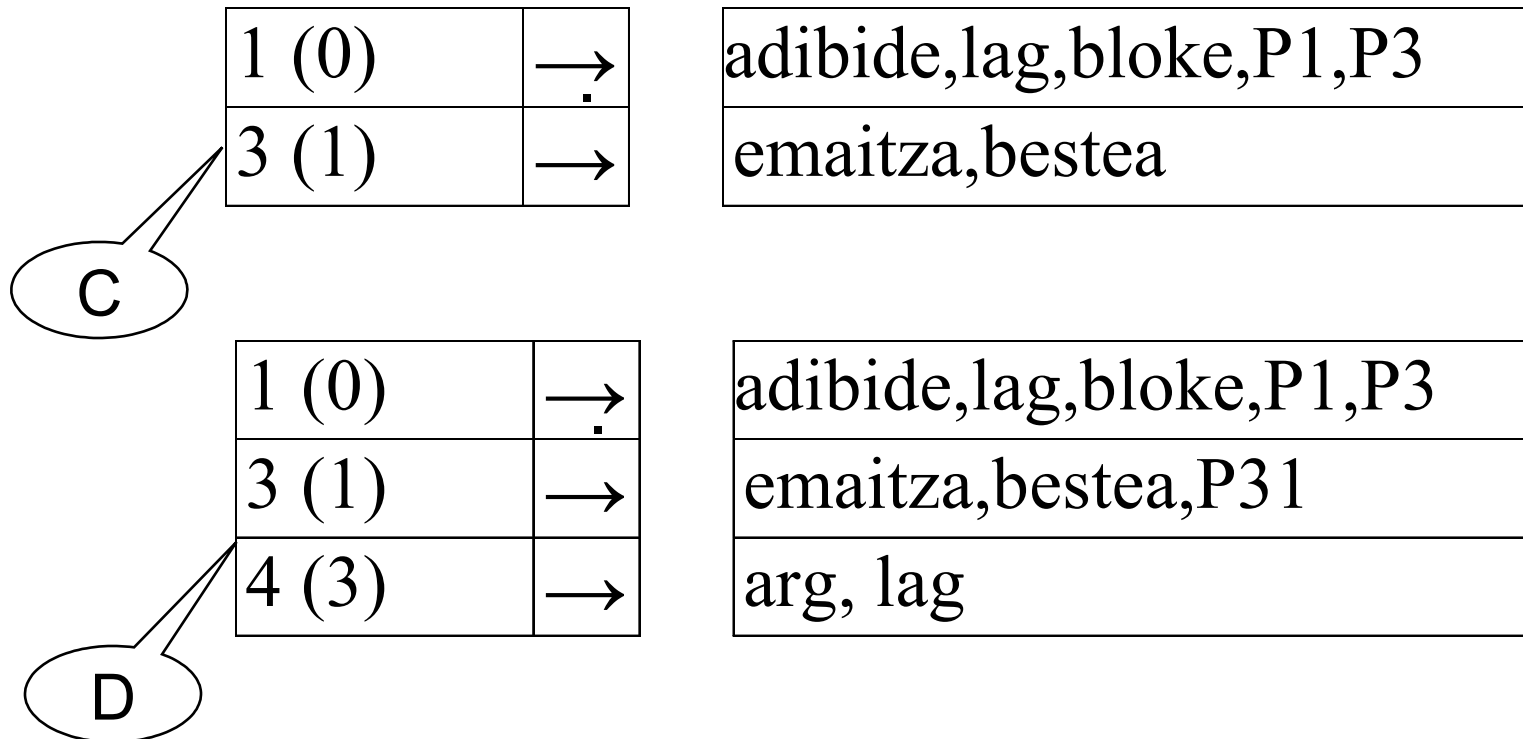 1 (0) → adibide,lag,bloke,P1,P3
3 (1) → emaitza,bestea
C
1 (0) → adibide,lag,bloke,P1,P3
3 (1) → emaitza,bestea,P31
4 (3) → arg, lag
D